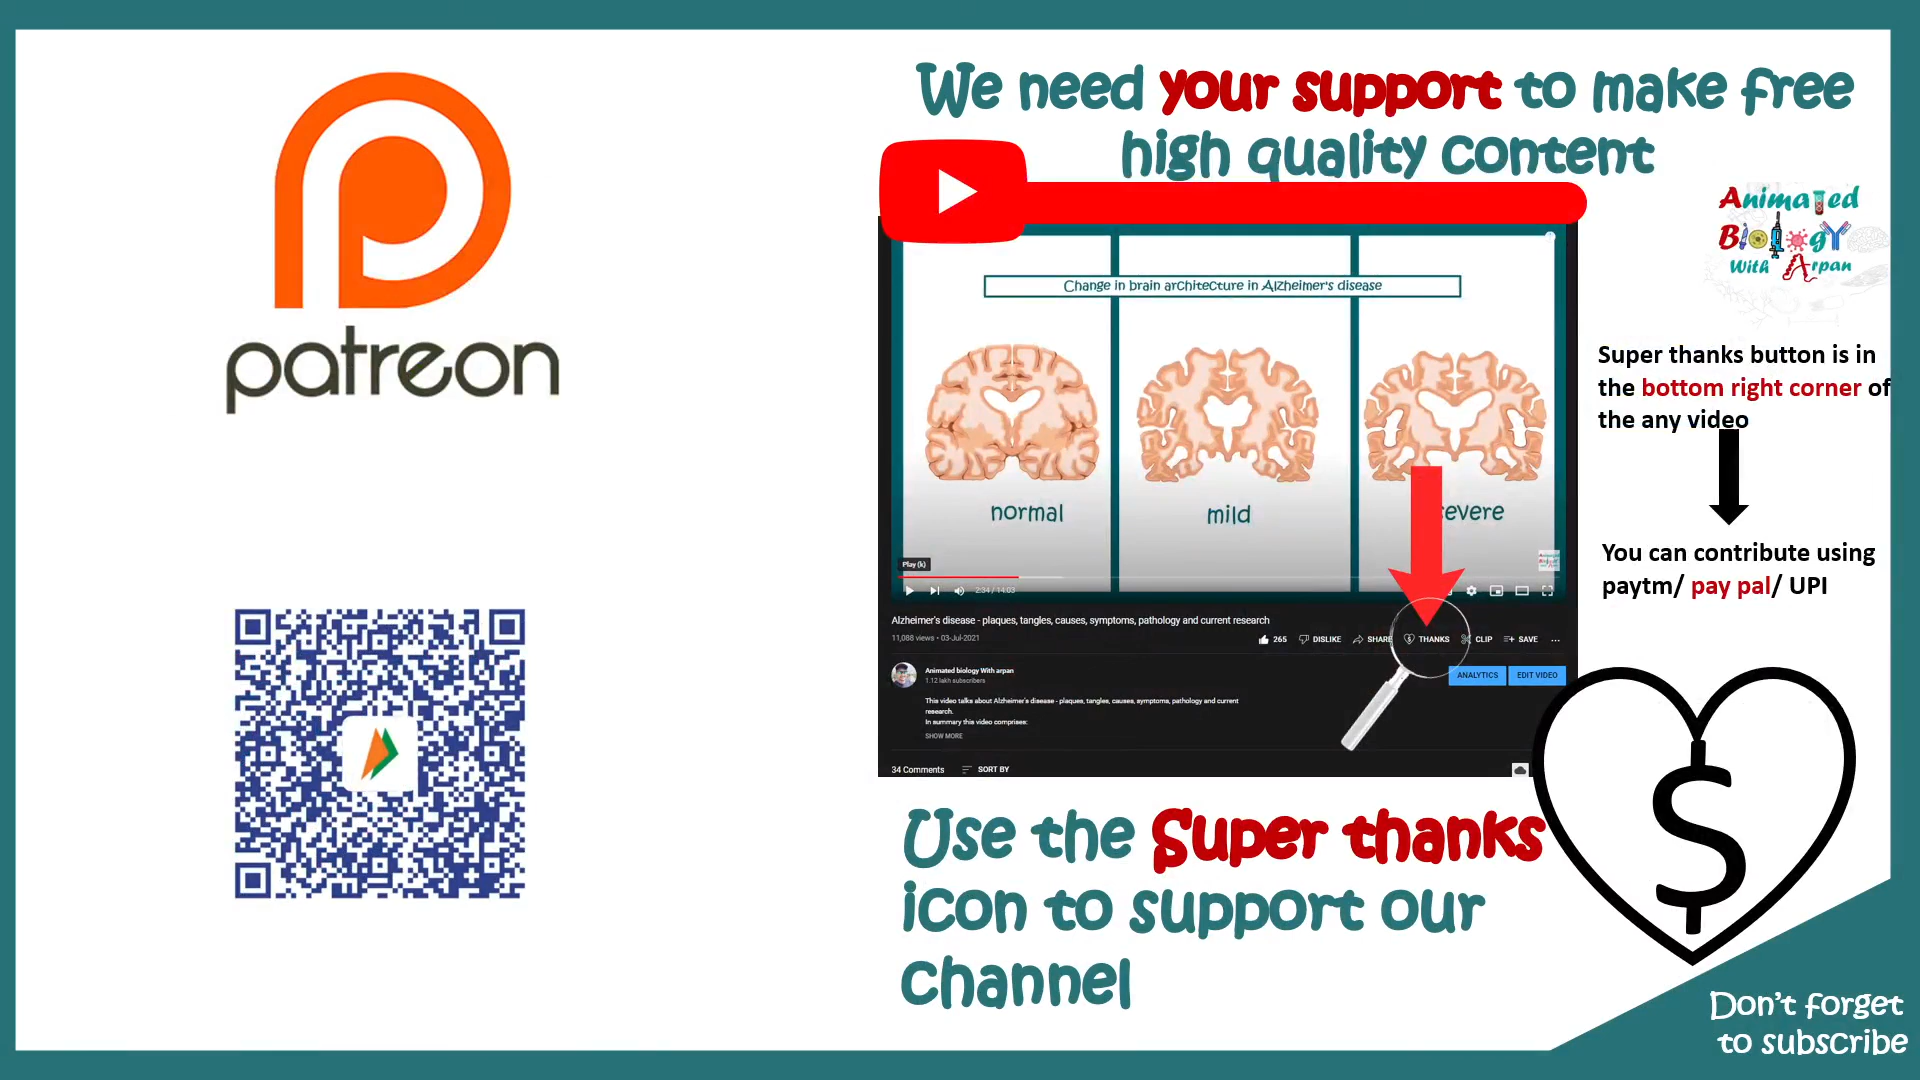 patreon
We need your support to make free
high quality content
Animated
Biology
With Arpan
Change in brain architecture in Alzheimer's disease
normal
mild
severe
Play (k)
2:34 / 14:03
Alzheimer's disease - plaques, tangles, causes, symptoms, pathology and current research
11,088 views • 03-Jul-2021
265
DISLIKE
SHARE
THANKS
CLIP
SAVE
Animated biology With arpan
1.12 lakh subscribers
ANALYTICS
EDIT VIDEO
This video talks about Alzheimer's disease - plaques, tangles, causes, symptoms, pathology and current
research.
In summary this video comprises:
SHOW MORE
34 Comments
SORT BY
Super thanks button is in
the bottom right corner of
the any video
You can contribute using
paytm/ pay pal/ UPI
$
Use the Super thanks
icon to support our
channel
Don't forget
to subscribe